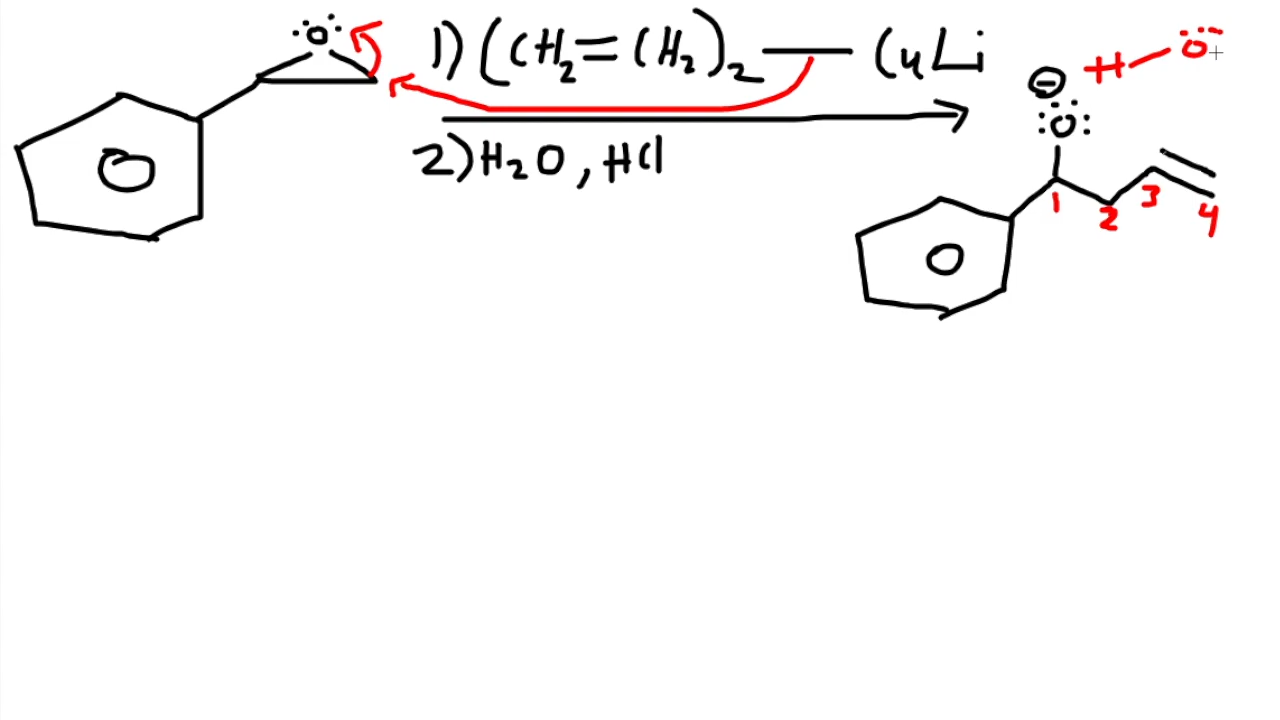 :O:
1) (CH₂=CH₂)₂ — CuLi
2) H₂O, HCl
⊖
:Ö:
H—Ö
1 2 3 4
O
O